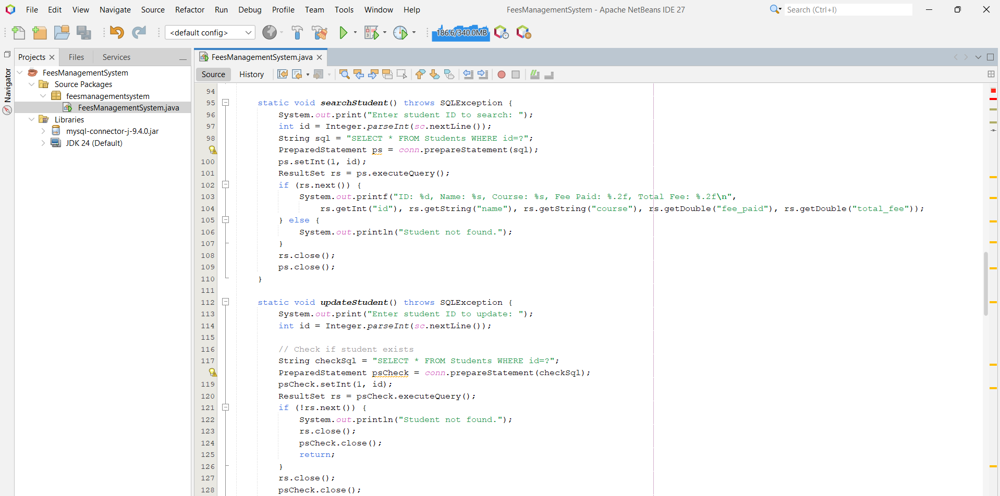 File Edit View Navigate Source Refactor Run Debug Profile Team Tools Window Help
FeesManagementSystem - Apache NetBeans IDE 27
Search (Ctrl+I)
<default config>
186.6/340.0MB
Projects
Files
Services
FeesManagementSystem.java
Navigator
FeesManagementSystem
Source Packages
feesmanagementsystem
FeesManagementSystem.java
Libraries
mysql-connector-j-9.4.0.jar
JDK 24 (Default)
Source
History
94
95 static void searchStudent() throws SQLException {
96 System.out.print("Enter student ID to search: ");
97 int id = Integer.parseInt(sc.nextLine());
98 String sql = "SELECT * FROM Students WHERE id=?";
PreparedStatement ps = conn.prepareStatement(sql);
100 ps.setInt(1, id);
101 ResultSet rs = ps.executeQuery();
102 if (rs.next()) {
103 System.out.printf("ID: %d, Name: %s, Course: %s, Fee Paid: %.2f, Total Fee: %.2f\n",
104 rs.getInt("id"), rs.getString("name"), rs.getString("course"), rs.getDouble("fee_paid"), rs.getDouble("total_fee"));
105 } else {
106 System.out.println("Student not found.");
107 }
108 rs.close();
109 ps.close();
110 }
111
112 static void updateStudent() throws SQLException {
113 System.out.print("Enter student ID to update: ");
114 int id = Integer.parseInt(sc.nextLine());
115
116 // Check if student exists
117 String checkSql = "SELECT * FROM Students WHERE id=?";
PreparedStatement psCheck = conn.prepareStatement(checkSql);
119 psCheck.setInt(1, id);
120 ResultSet rs = psCheck.executeQuery();
121 if (!rs.next()) {
122 System.out.println("Student not found.");
123 rs.close();
124 psCheck.close();
125 return;
126 }
127 rs.close();
128 psCheck.close();